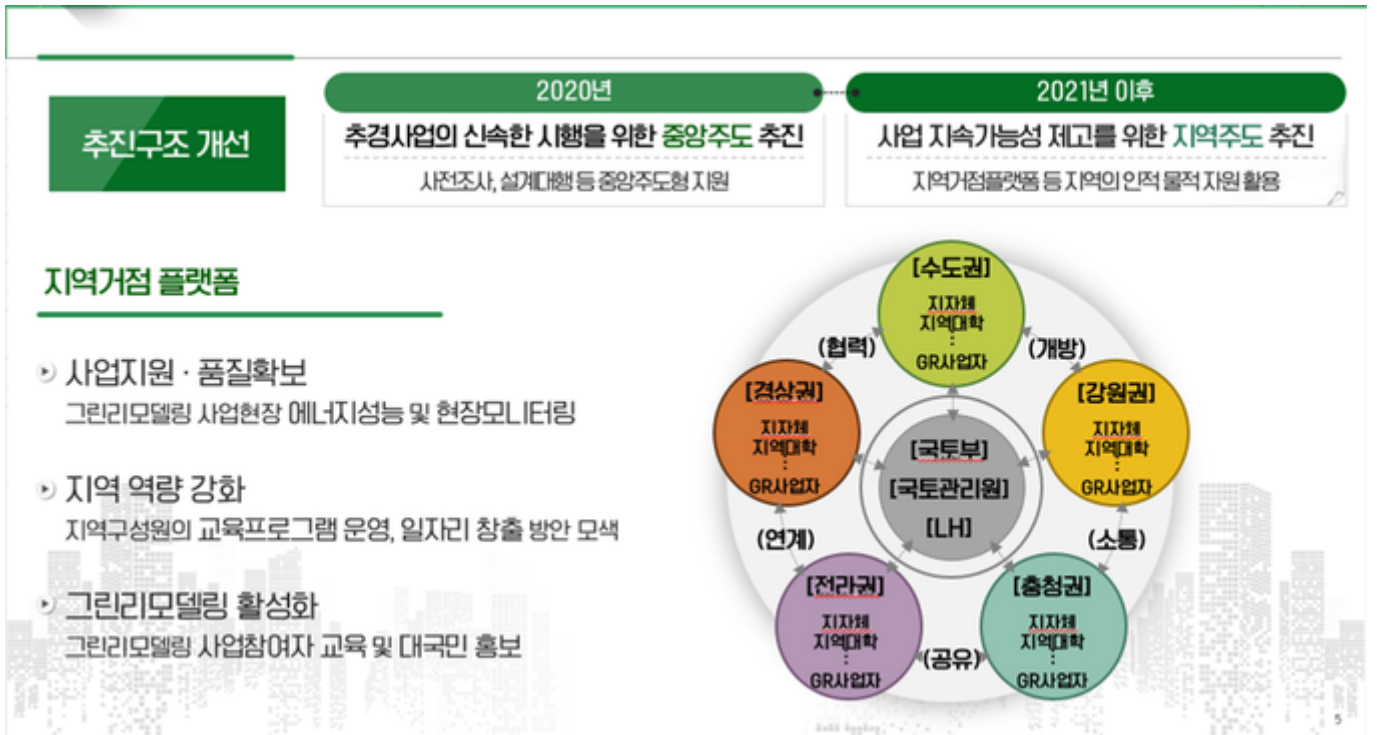 추진구조 개선
2020년
추경사업의 신속한 시행을 위한 중앙주도 추진
사전조사, 설계대행 등 중앙주도형 지원
2021년 이후
사업 지속가능성 제고를 위한 지역주도 추진
지역거점플랫폼 등 지역의 인적 물적 자원 활용
지역거점 플랫폼
사업지원 · 품질확보
그린리모델링 사업현장 에너지성능 및 현장모니터링
지역 역량 강화
지역구성원의 교육프로그램 운영, 일자리 창출 방안 모색
그린리모델링 활성화
그린리모델링 사업참여자 교육 및 대국민 홍보
[수도권]
지자체
지역대학
⋮
GR사업자
(협력)
(개방)
[경상권]
지자체
지역대학
⋮
GR사업자
[강원권]
지자체
지역대학
⋮
GR사업자
[국토부]
[국토관리원]
[LH]
(연계)
(소통)
[전라권]
지자체
지역대학
⋮
GR사업자
[충청권]
지자체
지역대학
⋮
GR사업자
(공유)
5